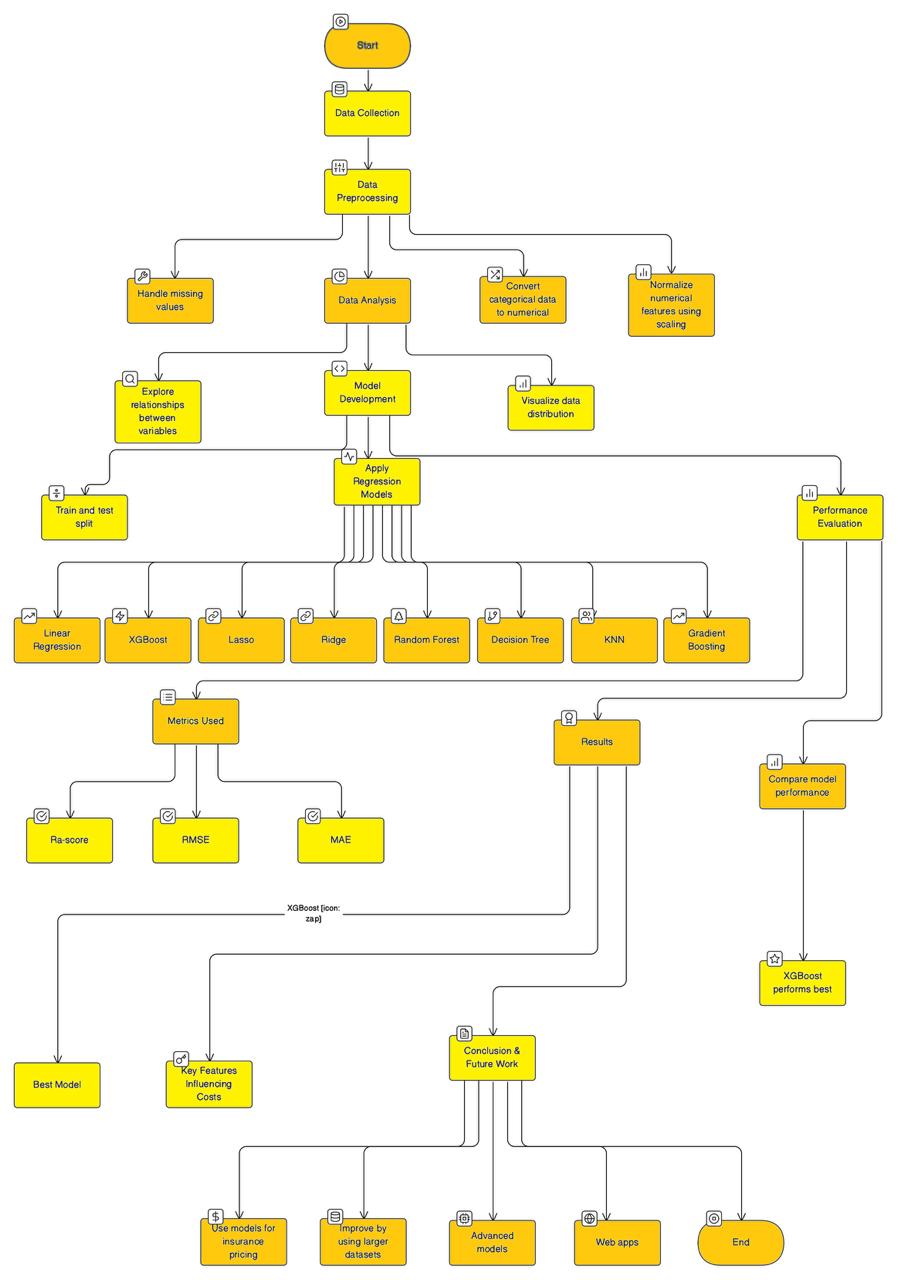 Start
Data Collection
Data
Preprocessing
Handle missing
values
Data Analysis
Convert
categorical data
to numerical
Normalize
numerical
features using
scaling
Explore
relationships
between
variables
Model
Development
Visualize data
distribution
Train and test
split
Apply
Regression
Models
Performance
Evaluation
Linear
Regression
XGBoost
Lasso
Ridge
Random Forest
Decision Tree
KNN
Gradient
Boosting
Metrics Used
Results
Compare model
performance
Ra-score
RMSE
MAE
XGBoost [icon:
zap]
XGBoost
performs best
Best Model
Key Features
Influencing
Costs
Conclusion &
Future Work
Use models for
insurance
pricing
Improve by
using larger
datasets
Advanced
models
Web apps
End